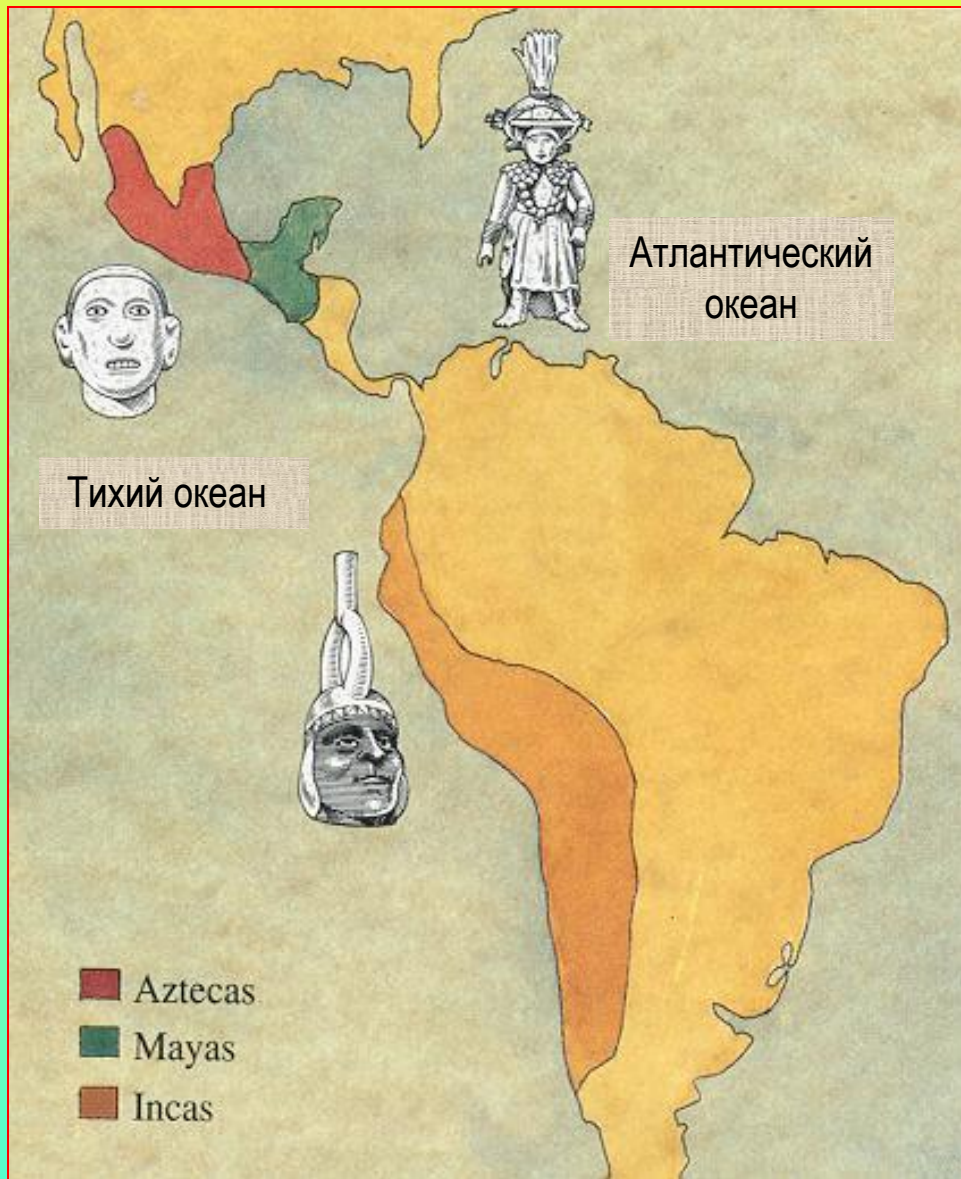 Атлантический
океан
Тихий океан
Aztecas
Mayas
Incas